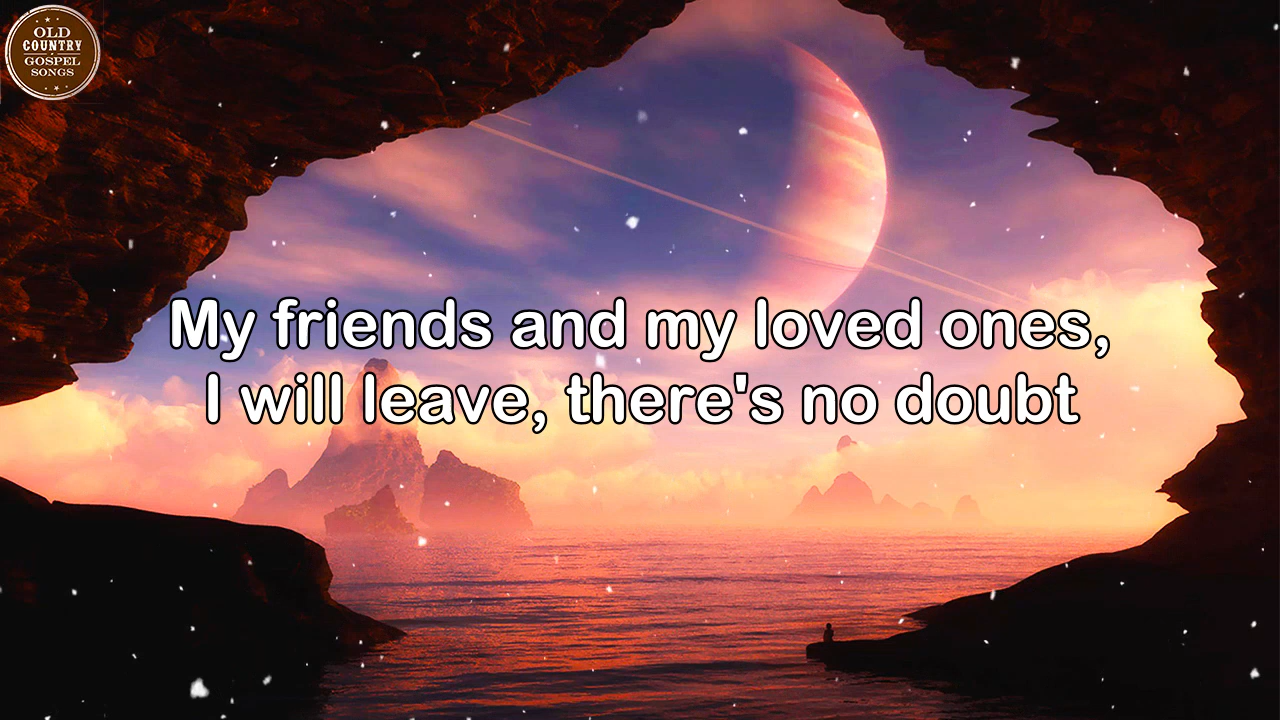 OLD
COUNTRY
GOSPEL
SONGS
My friends and my loved ones,
I will leave, there's no doubt